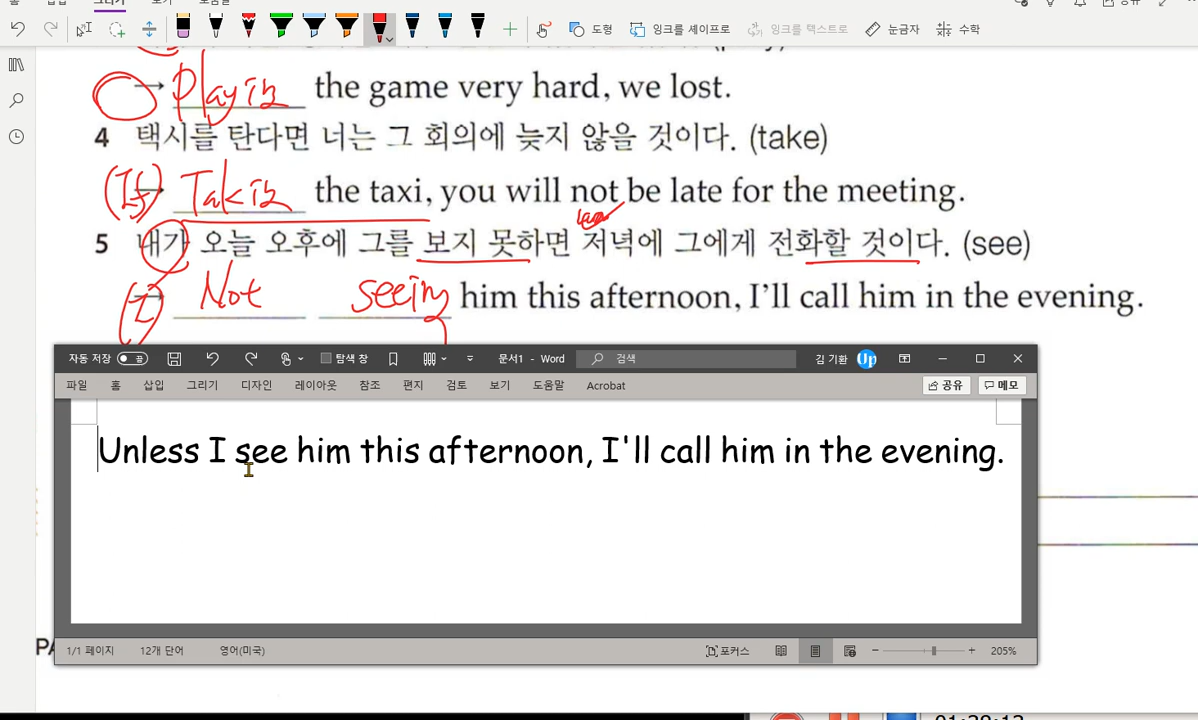 도형 잉크를 셰이프로 잉크를 텍스트로 눈금자 수학
→ Playing the game very hard, we lost.
4 택시를 탄다면 너는 그 회의에 늦지 않을 것이다. (take)
(If) → Taking the taxi, you will not be late for the meeting.
5 내가 오늘 오후에 그를 보지 못하면 저녁에 그에게 전화할 것이다. (see)
(I) → Not seeing him this afternoon, I'll call him in the evening.
자동 저장 끔 탐색 창 문서1 - Word 검색 김 기환 Up
파일 홈 삽입 그리기 디자인 레이아웃 참조 편지 검토 보기 도움말 Acrobat 공유 메모
Unless I see him this afternoon, I'll call him in the evening.
1/1 페이지 12개 단어 영어(미국) 포커스 205%